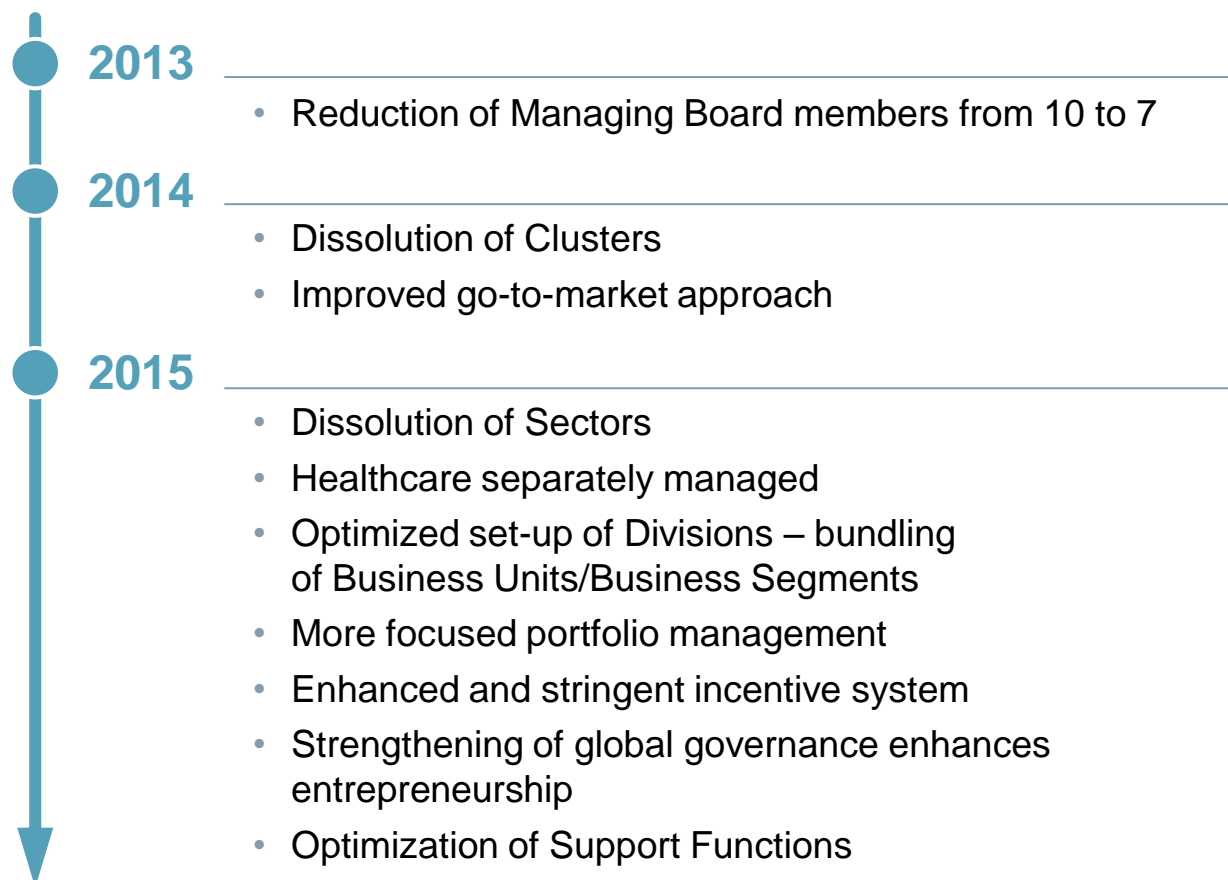 2013
• Reduction of Managing Board members from 10 to 7
2014
• Dissolution of Clusters
• Improved go-to-market approach
2015
• Dissolution of Sectors
• Healthcare separately managed
• Optimized set-up of Divisions – bundling
of Business Units/Business Segments
• More focused portfolio management
• Enhanced and stringent incentive system
• Strengthening of global governance enhances
entrepreneurship
• Optimization of Support Functions